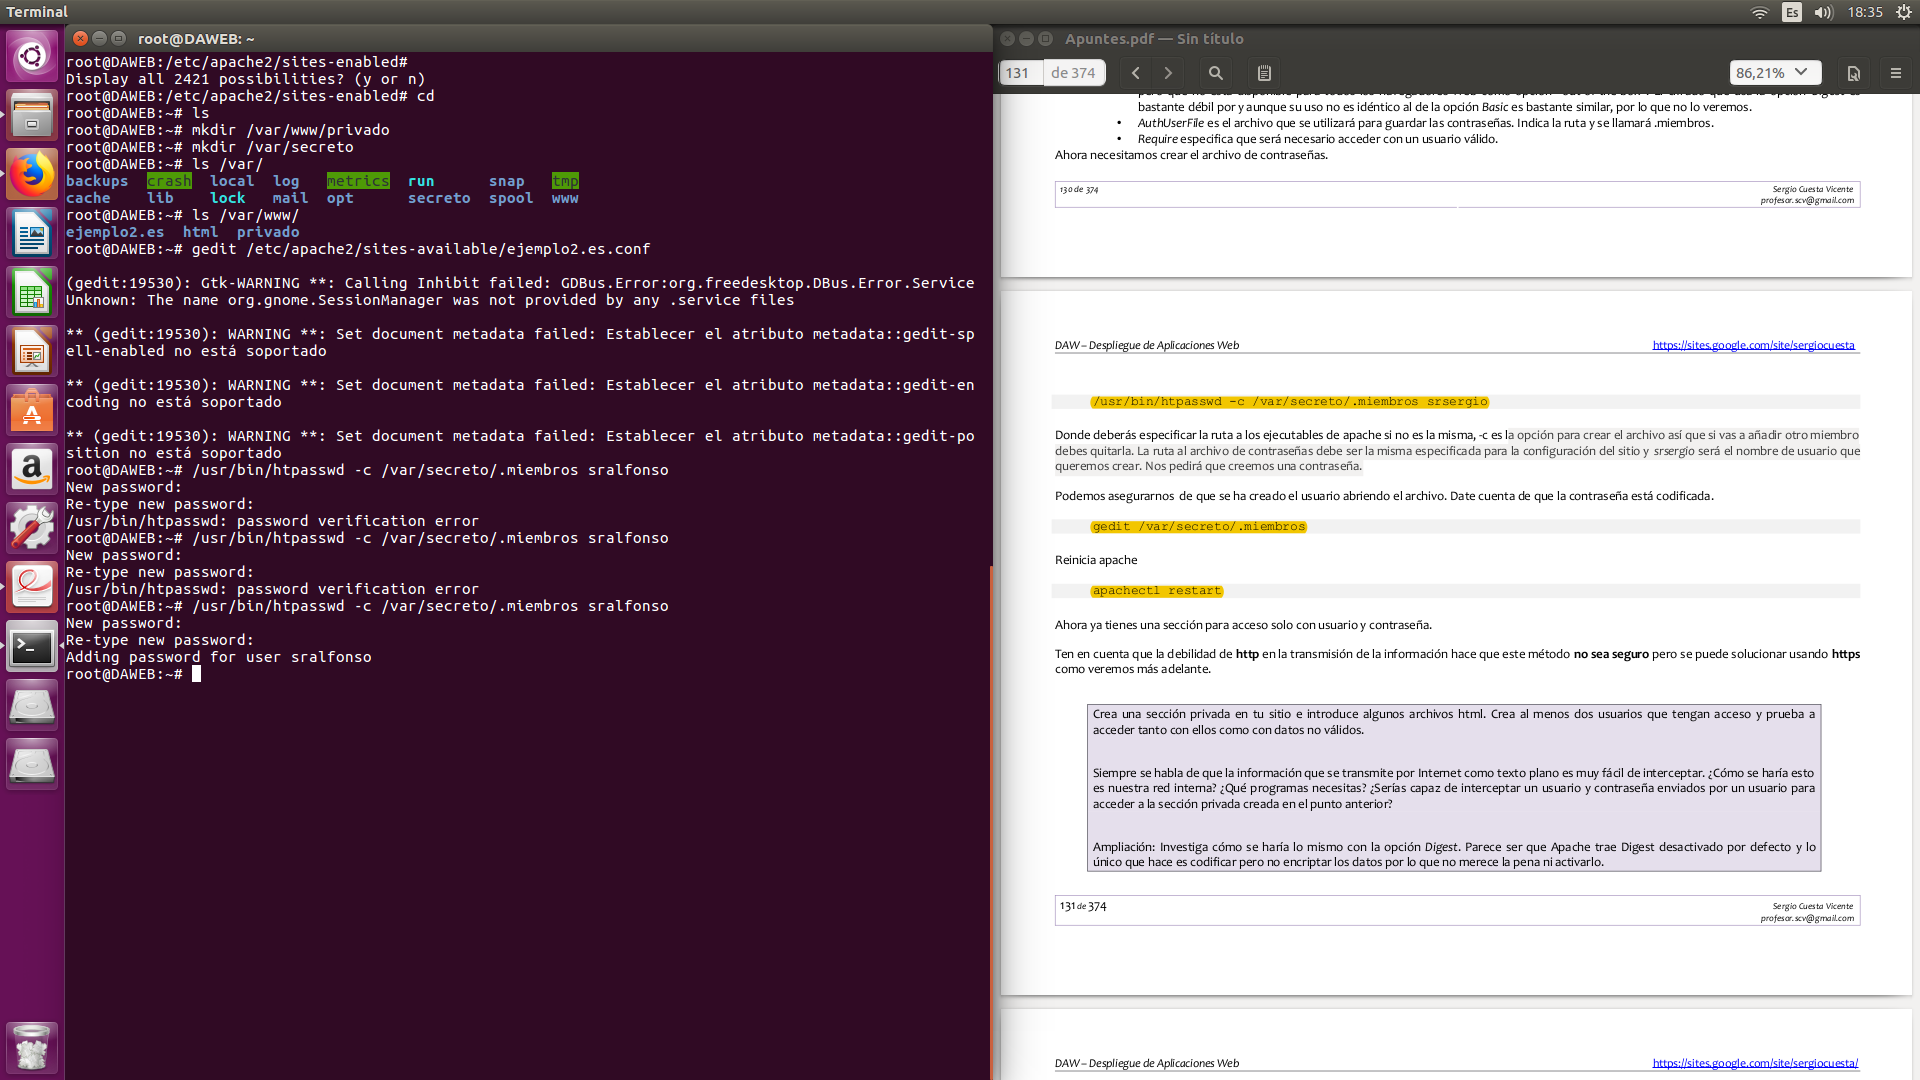 Terminal
Es
18:35
root@DAWEB: ~
root@DAWEB:/etc/apache2/sites-enabled#
Display all 2421 possibilities? (y or n)
root@DAWEB:/etc/apache2/sites-enabled# cd
root@DAWEB:~# ls
root@DAWEB:~# mkdir /var/www/privado
root@DAWEB:~# mkdir /var/secreto
root@DAWEB:~# ls /var/
backups crash local log metrics run snap tmp
cache lib lock mail opt secreto spool www
root@DAWEB:~# ls /var/www/
ejemplo2.es html privado
root@DAWEB:~# gedit /etc/apache2/sites-available/ejemplo2.es.conf
(gedit:19530): Gtk-WARNING **: Calling Inhibit failed: GDBus.Error:org.freedesktop.DBus.Error.Service
Unknown: The name org.gnome.SessionManager was not provided by any .service files
** (gedit:19530): WARNING **: Set document metadata failed: Establecer el atributo metadata::gedit-sp
ell-enabled no está soportado
** (gedit:19530): WARNING **: Set document metadata failed: Establecer el atributo metadata::gedit-en
coding no está soportado
** (gedit:19530): WARNING **: Set document metadata failed: Establecer el atributo metadata::gedit-po
sition no está soportado
root@DAWEB:~# /usr/bin/htpasswd -c /var/secreto/.miembros sralfonso
New password:
Re-type new password:
/usr/bin/htpasswd: password verification error
root@DAWEB:~# /usr/bin/htpasswd -c /var/secreto/.miembros sralfonso
New password:
Re-type new password:
/usr/bin/htpasswd: password verification error
root@DAWEB:~# /usr/bin/htpasswd -c /var/secreto/.miembros sralfonso
New password:
Re-type new password:
Adding password for user sralfonso
root@DAWEB:~#
Apuntes.pdf — Sin título
131 de 374
86,21%
bastante débil por y aunque su uso no es idéntico al de la opción Basic es bastante similar, por lo que no lo veremos.
• AuthUserFile es el archivo que se utilizará para guardar las contraseñas. Indica la ruta y se llamará .miembros.
• Require especifica que será necesario acceder con un usuario válido.
Ahora necesitamos crear el archivo de contraseñas.
130 de 374
Sergio Cuesta Vicente
profesor.scv@gmail.com
DAW – Despliegue de Aplicaciones Web
https://sites.google.com/site/sergiocuesta
/usr/bin/htpasswd -c /var/secreto/.miembros srsergio
Donde deberás especificar la ruta a los ejecutables de apache si no es la misma, -c es la opción para crear el archivo así que si vas a añadir otro miembro
debes quitarla. La ruta al archivo de contraseñas debe ser la misma especificada para la configuración del sitio y srsergio será el nombre de usuario que
queremos crear. Nos pedirá que creemos una contraseña.
Podemos asegurarnos de que se ha creado el usuario abriendo el archivo. Date cuenta de que la contraseña está codificada.
gedit /var/secreto/.miembros
Reinicia apache
apachectl restart
Ahora ya tienes una sección para acceso solo con usuario y contraseña.
Ten en cuenta que la debilidad de http en la transmisión de la información hace que este método no sea seguro pero se puede solucionar usando https
como veremos más adelante.
Crea una sección privada en tu sitio e introduce algunos archivos html. Crea al menos dos usuarios que tengan acceso y prueba a
acceder tanto con ellos como con datos no válidos.
Siempre se habla de que la información que se transmite por Internet como texto plano es muy fácil de interceptar. ¿Cómo se haría esto
es nuestra red interna? ¿Qué programas necesitas? ¿Serías capaz de interceptar un usuario y contraseña enviados por un usuario para
acceder a la sección privada creada en el punto anterior?
Ampliación: Investiga cómo se haría lo mismo con la opción Digest. Parece ser que Apache trae Digest desactivado por defecto y lo
único que hace es codificar pero no encriptar los datos por lo que no merece la pena ni activarlo.
131 de 374
Sergio Cuesta Vicente
profesor.scv@gmail.com
DAW – Despliegue de Aplicaciones Web
https://sites.google.com/site/sergiocuesta/